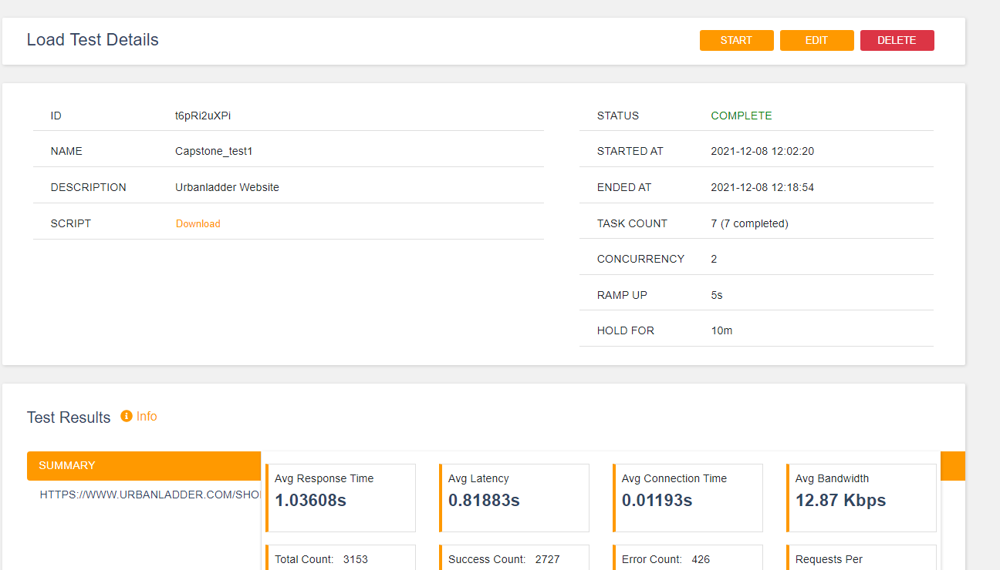 Load Test Details
START
EDIT
DELETE
ID t6pRi2uXPi
NAME Capstone_test1
DESCRIPTION Urbanladder Website
SCRIPT Download
STATUS COMPLETE
STARTED AT 2021-12-08 12:02:20
ENDED AT 2021-12-08 12:18:54
TASK COUNT 7 (7 completed)
CONCURRENCY 2
RAMP UP 5s
HOLD FOR 10m
Test Results
Info
SUMMARY
HTTPS://WWW.URBANLADDER.COM/SHO
Avg Response Time
1.03608s
Avg Latency
0.81883s
Avg Connection Time
0.01193s
Avg Bandwidth
12.87 Kbps
Total Count: 3153
Success Count: 2727
Error Count: 426
Requests Per